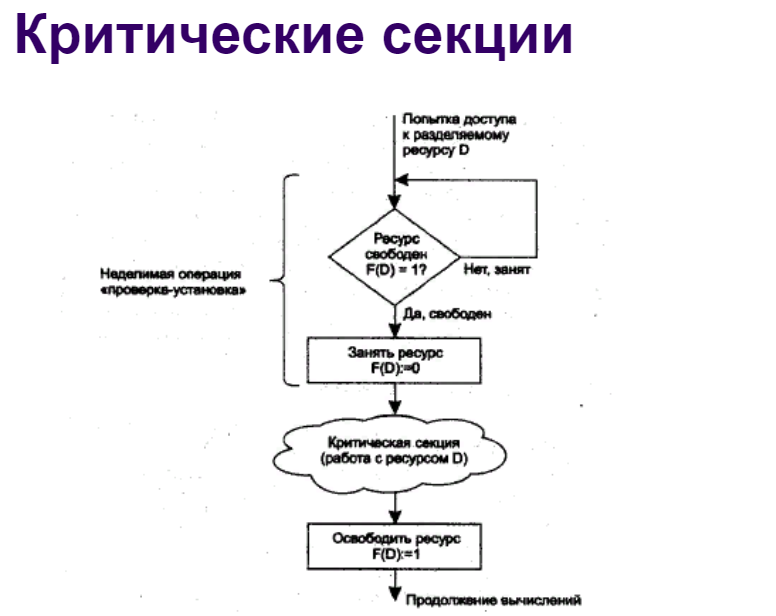 Критические секции
Попытка доступа
к разделяемому
ресурсу D
Ресурс
свободен
F(D) = 1?
Нет, занят
Неделимая операция
«проверка-установка»
Да, свободен
Занять ресурс
F(D):=0
Критическая секция
(работа с ресурсом D)
Освободить ресурс
F(D):=1
Продолжение вычислений